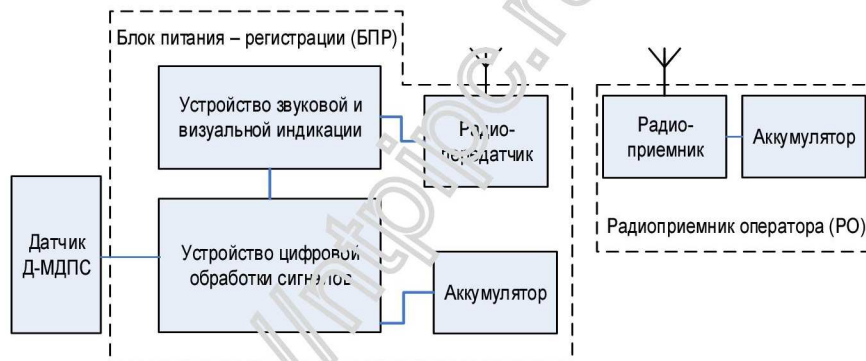 Блок питания – регистрации (БПР)
Устройство звуковой и
визуальной индикации
Радио-
передатчик
Датчик
Д-МДПС
Устройство цифровой
обработки сигналов
Аккумулятор
Радио-
приемник
Аккумулятор
Радиоприемник оператора (РО)
//ntpipc.r